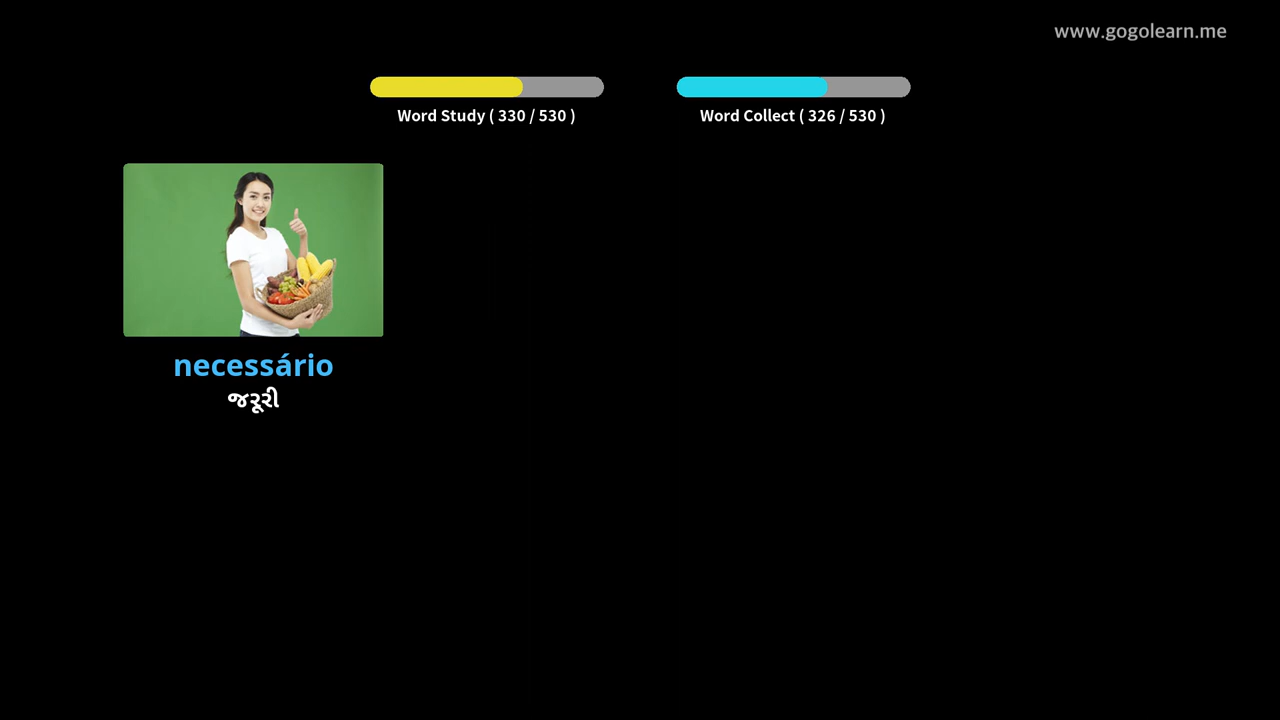 www.gogolearn.me
Word Study ( 330 / 530 )
Word Collect ( 326 / 530 )
necessário
જરૂરી